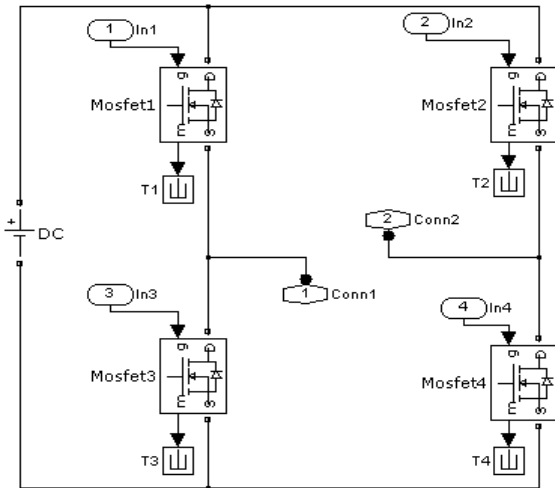 1 In1
g D
Mosfet1
m S
T1
2 In2
g D
Mosfet2
m S
T2
2 Conn2
+
DC
1 Conn1
3 In3
g D
Mosfet3
m S
T3
4 In4
g D
Mosfet4
m S
T4